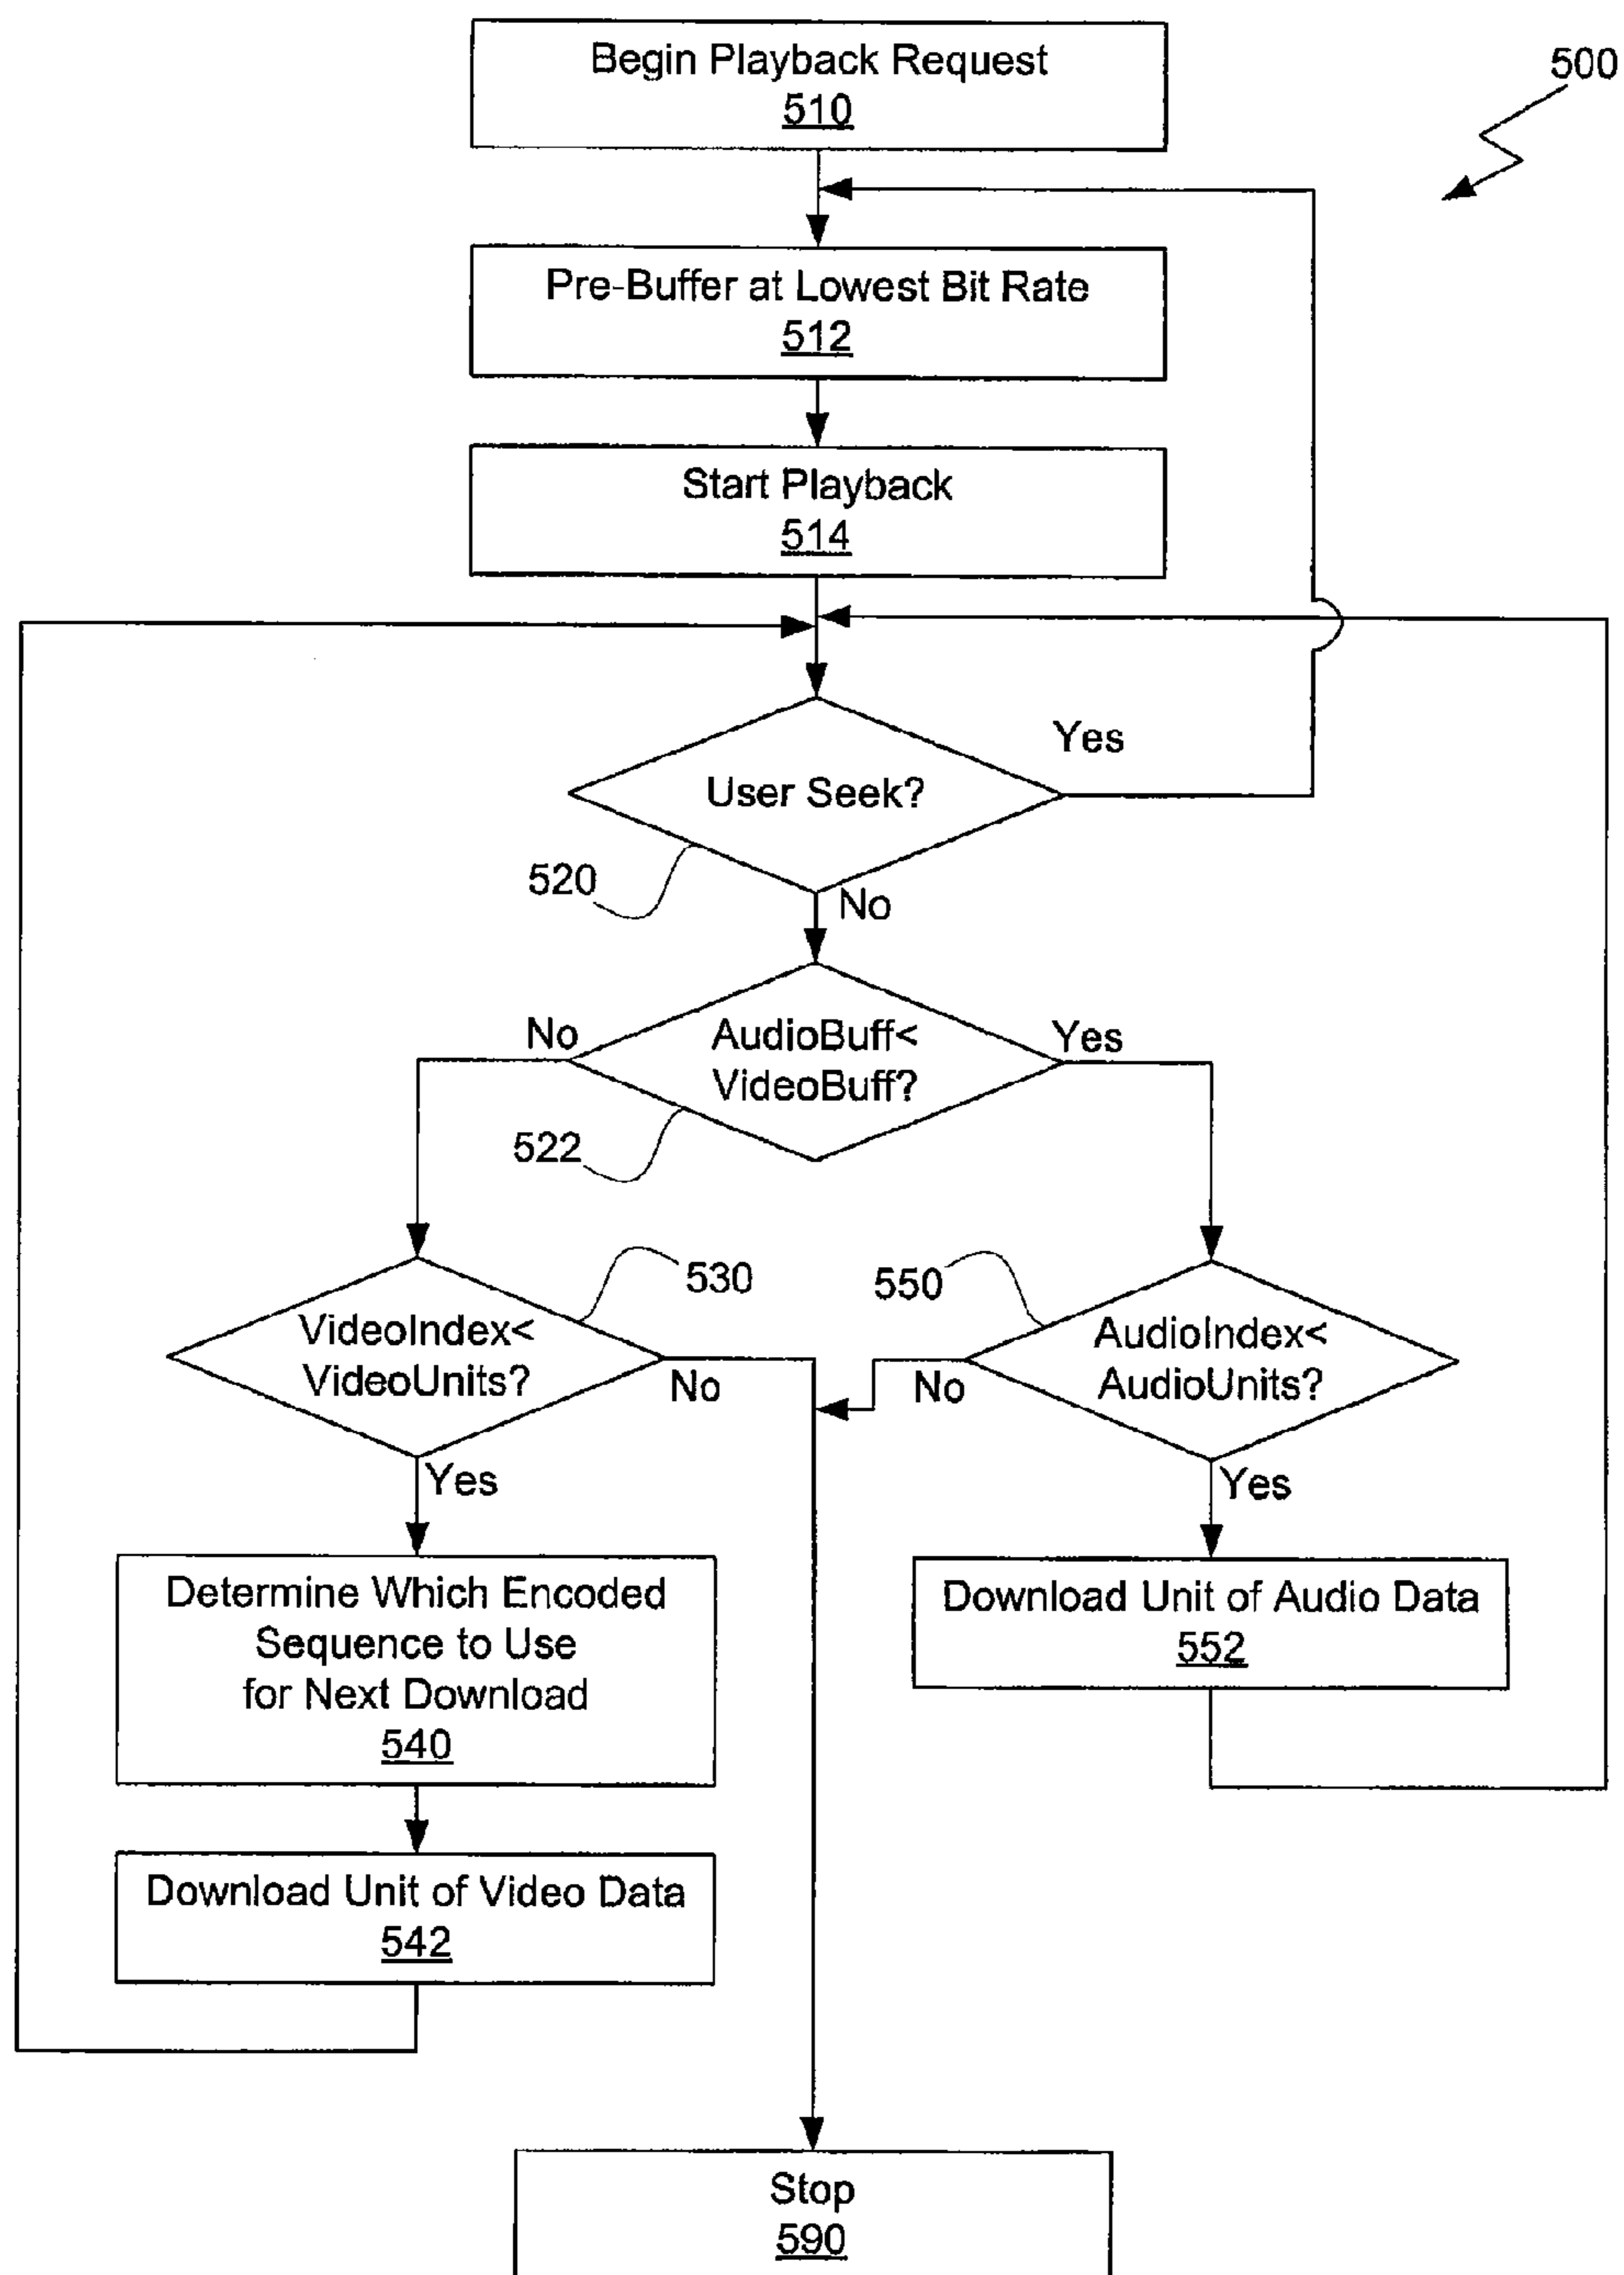 Begin Playback Request
510
500
Pre-Buffer at Lowest Bit Rate
512
Start Playback
514
Yes
User Seek?
520
No
No
AudioBuff<
VideoBuff?
Yes
522
530
550
VideoIndex<
VideoUnits?
No
AudioIndex<
AudioUnits?
No
Yes
Yes
Determine Which Encoded
Sequence to Use
for Next Download
540
Download Unit of Audio Data
552
Download Unit of Video Data
542
Stop
590